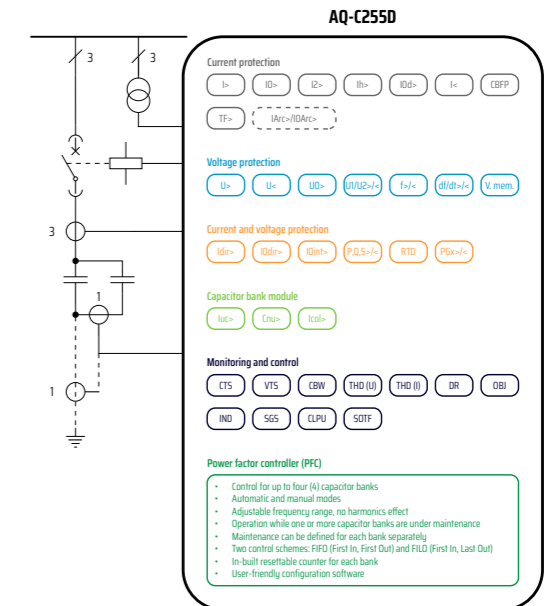 AQ-C255D
3
3
Current protection
I> I0> I2> Ih> I0d> I< CBFP
TF> IArc>/I0Arc>
Voltage protection
U> U< U0> U1/U2>/< f>/< df/dt>/< V. mem.
3
Current and voltage protection
Idir> I0dir> I0int> P,Q,S>/< RTD PGx>/<
Capacitor bank module
1
Iuc> Cnu> Icol>
Monitoring and control
CTS VTS CBW THD (U) THD (I) DR OBJ
1
IND SGS CLPU SOTF
Power factor controller (PFC)
• Control for up to four (4) capacitor banks
• Automatic and manual modes
• Adjustable frequency range, no harmonics effect
• Operation while one or more capacitor banks are under maintenance
• Maintenance can be defined for each bank separately
• Two control schemes: FIFO (First In, First Out) and FILO (First In, Last Out)
• In-built resettable counter for each bank
• User-friendly configuration software